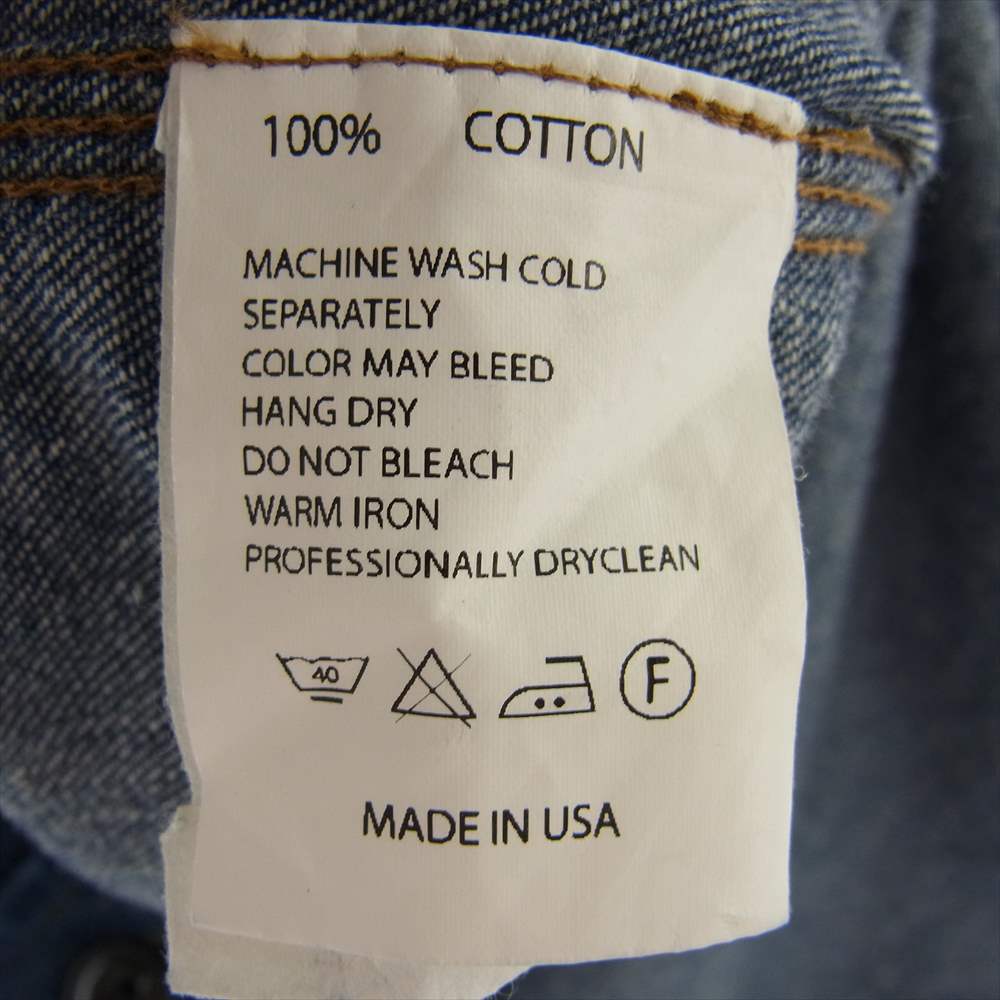 100% COTTON
MACHINE WASH COLD
SEPARATELY
COLOR MAY BLEED
HANG DRY
DO NOT BLEACH
WARM IRON
PROFESSIONALLY DRYCLEAN
40 F
MADE IN USA